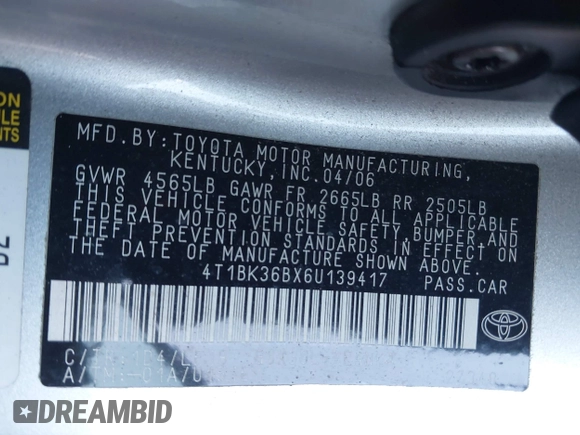 MFD. BY: TOYOTA MOTOR MANUFACTURING,
KENTUCKY, INC. 04/06
GVWR 4565LB GAWR FR 2665LB RR 2505LB
THIS VEHICLE CONFORMS TO ALL APPLICABLE
FEDERAL MOTOR VEHICLE SAFETY, BUMPER, AND
THEFT PREVENTION STANDARDS IN EFFECT ON
THE DATE OF MANUFACTURE SHOWN ABOVE.
4T1BK36BX6U139417 PASS.CAR
DREAMBID